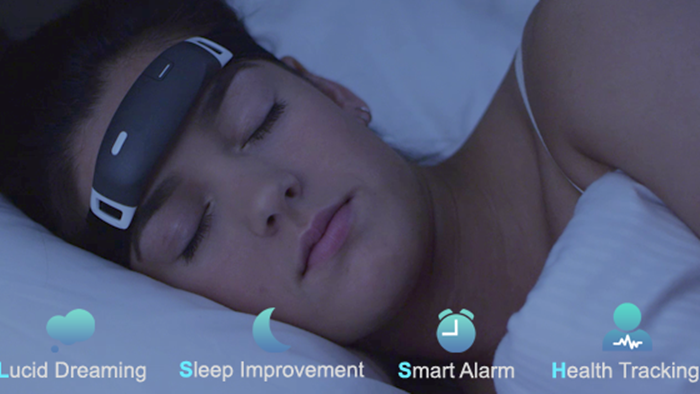 Lucid Dreaming
Sleep Improvement
Smart Alarm
Health Tracking